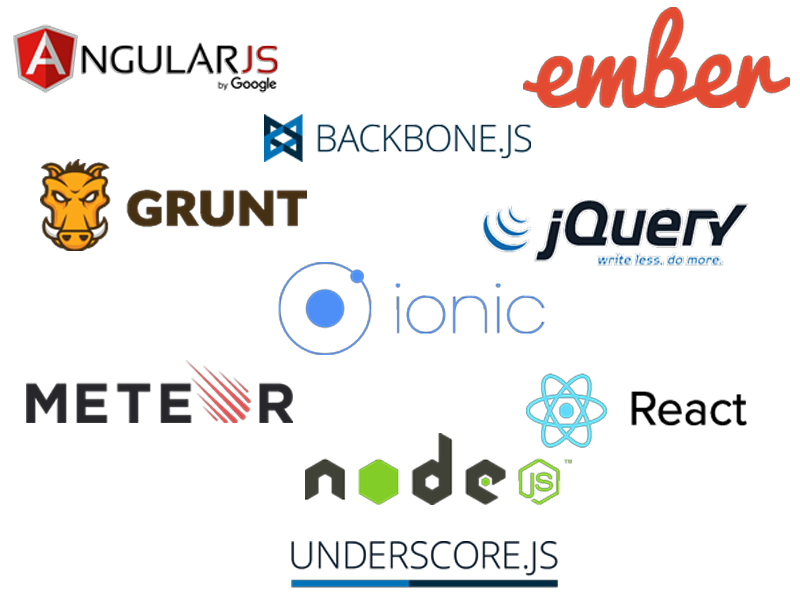 ANGULARJS
by Google
ember
BACKBONE.JS
GRUNT
jQuery
write less. do more.
ionic
METEOR
React
node
JS
™
UNDERSCORE.JS